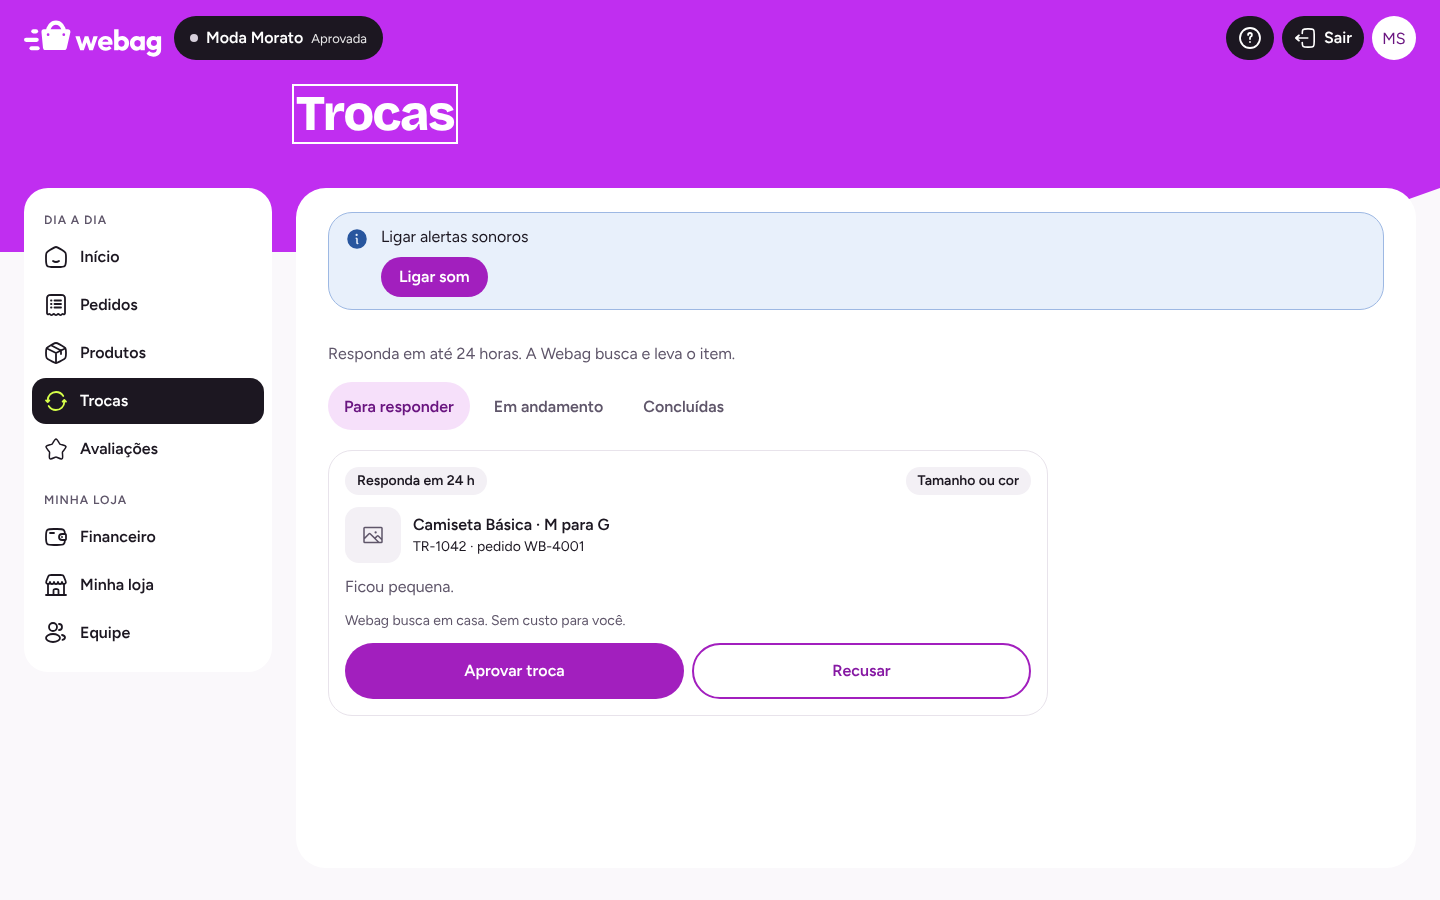 webag
Moda Morato Aprovada
Sair
MS
Trocas
DIA A DIA
Início
Pedidos
Produtos
Trocas
Avaliações
MINHA LOJA
Financeiro
Minha loja
Equipe
Ligar alertas sonoros
Ligar som
Responda em até 24 horas. A Webag busca e leva o item.
Para responder
Em andamento
Concluídas
Responda em 24 h
Tamanho ou cor
Camiseta Básica · M para G
TR-1042 · pedido WB-4001
Ficou pequena.
Webag busca em casa. Sem custo para você.
Aprovar troca
Recusar